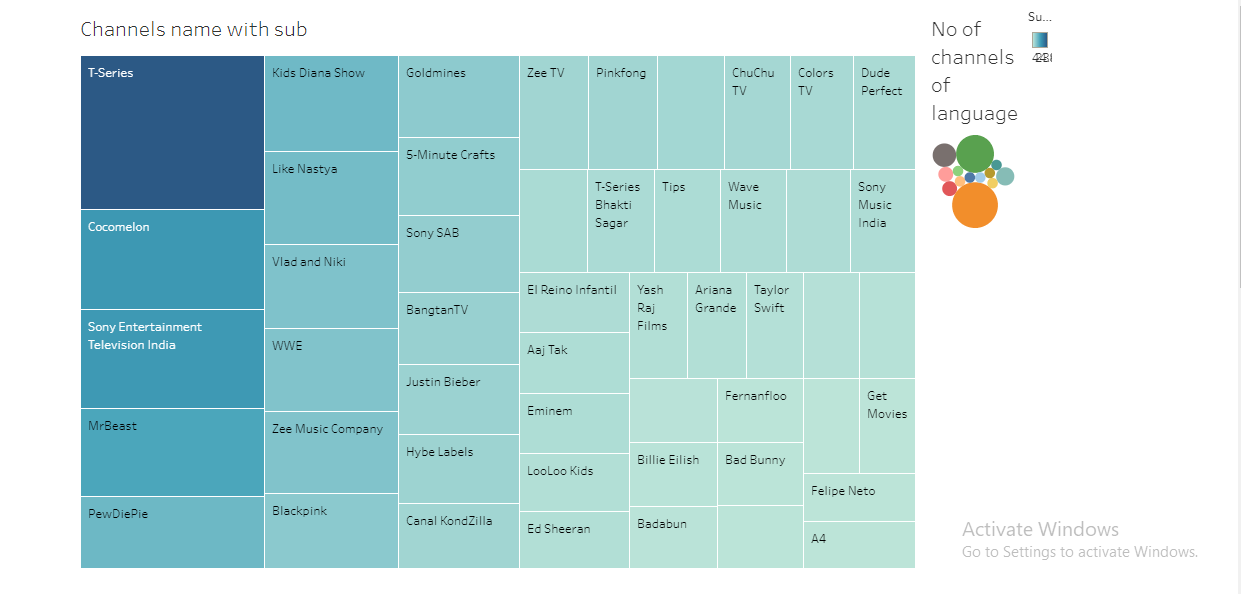 Channels name with sub
T-Series
Cocomelon
Sony Entertainment
Television India
MrBeast
PewDiePie
Kids Diana Show
Like Nastya
Vlad and Niki
WWE
Zee Music Company
Blackpink
Goldmines
5-Minute Crafts
Sony SAB
BangtanTV
Justin Bieber
Hybe Labels
Canal KondZilla
Zee TV
Pinkfong
ChuChu
TV
Colors
TV
Dude
Perfect
T-Series
Bhakti
Sagar
Tips
Wave
Music
Sony
Music
India
El Reino Infantil
Aaj Tak
Eminem
LooLoo Kids
Ed Sheeran
Yash
Raj
Films
Ariana
Grande
Taylor
Swift
Fernanfloo
Get
Movies
Billie Eilish
Bad Bunny
Badabun
Felipe Neto
A4
No of
channels
of
language
Su...
Activate Windows
Go to Settings to activate Windows.